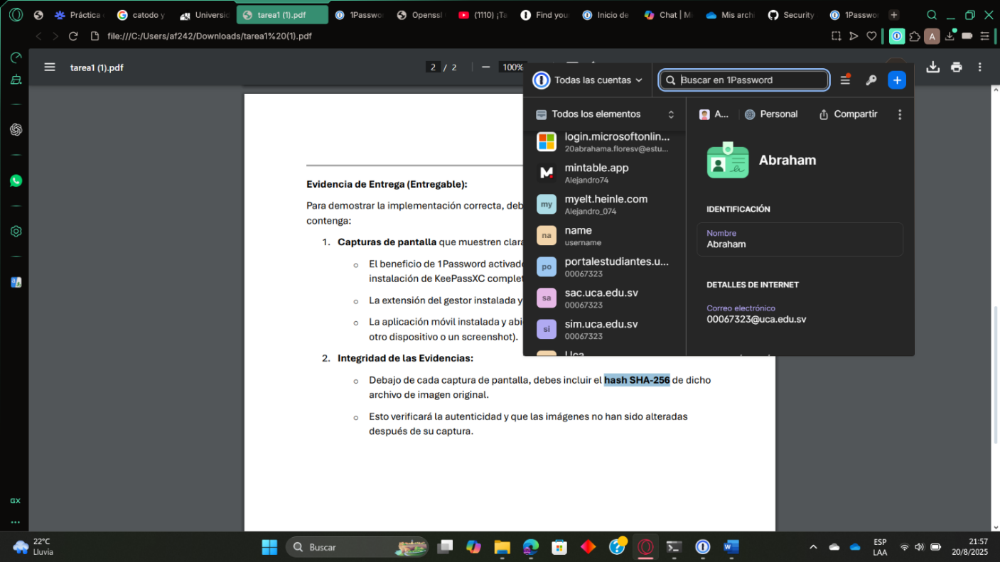 Práctica
catodo y
Universid
tarea1 (1).pdf
1Passwo
Openssl
(1110) ¡Ta
Find your
Inicio de
Chat | Mi
Mis archi
Security
1Passwor
file:///C:/Users/af242/Downloads/tarea1%20(1).pdf
A
tarea1 (1).pdf
2 / 2
100%
Todas las cuentas
Buscar en 1Password
Todos los elementos
A...
Personal
Compartir
login.microsoftonlin...
20abrahama.floresv@estu...
mintable.app
Alejandro74
my
myelt.heinle.com
Alejandro_074
na
name
username
po
portalestudiantes.u...
00067323
sa
sac.uca.edu.sv
00067323
si
sim.uca.edu.sv
00067323
Uca
Abraham
IDENTIFICACIÓN
Nombre
Abraham
DETALLES DE INTERNET
Correo electrónico
00067323@uca.edu.sv
Evidencia de Entrega (Entregable):
Para demostrar la implementación correcta, deb
contenga:
1. Capturas de pantalla que muestren clara
El beneficio de 1Password activado
instalación de KeePassXC complet
La extensión del gestor instalada y
La aplicación móvil instalada y abi
otro dispositivo o un screenshot).
2. Integridad de las Evidencias:
Debajo de cada captura de pantalla, debes incluir el hash SHA-256 de dicho
archivo de imagen original.
Esto verificará la autenticidad y que las imágenes no han sido alteradas
después de su captura.
GX
22°C
Lluvia
Buscar
ESP
LAA
21:57
20/8/2025